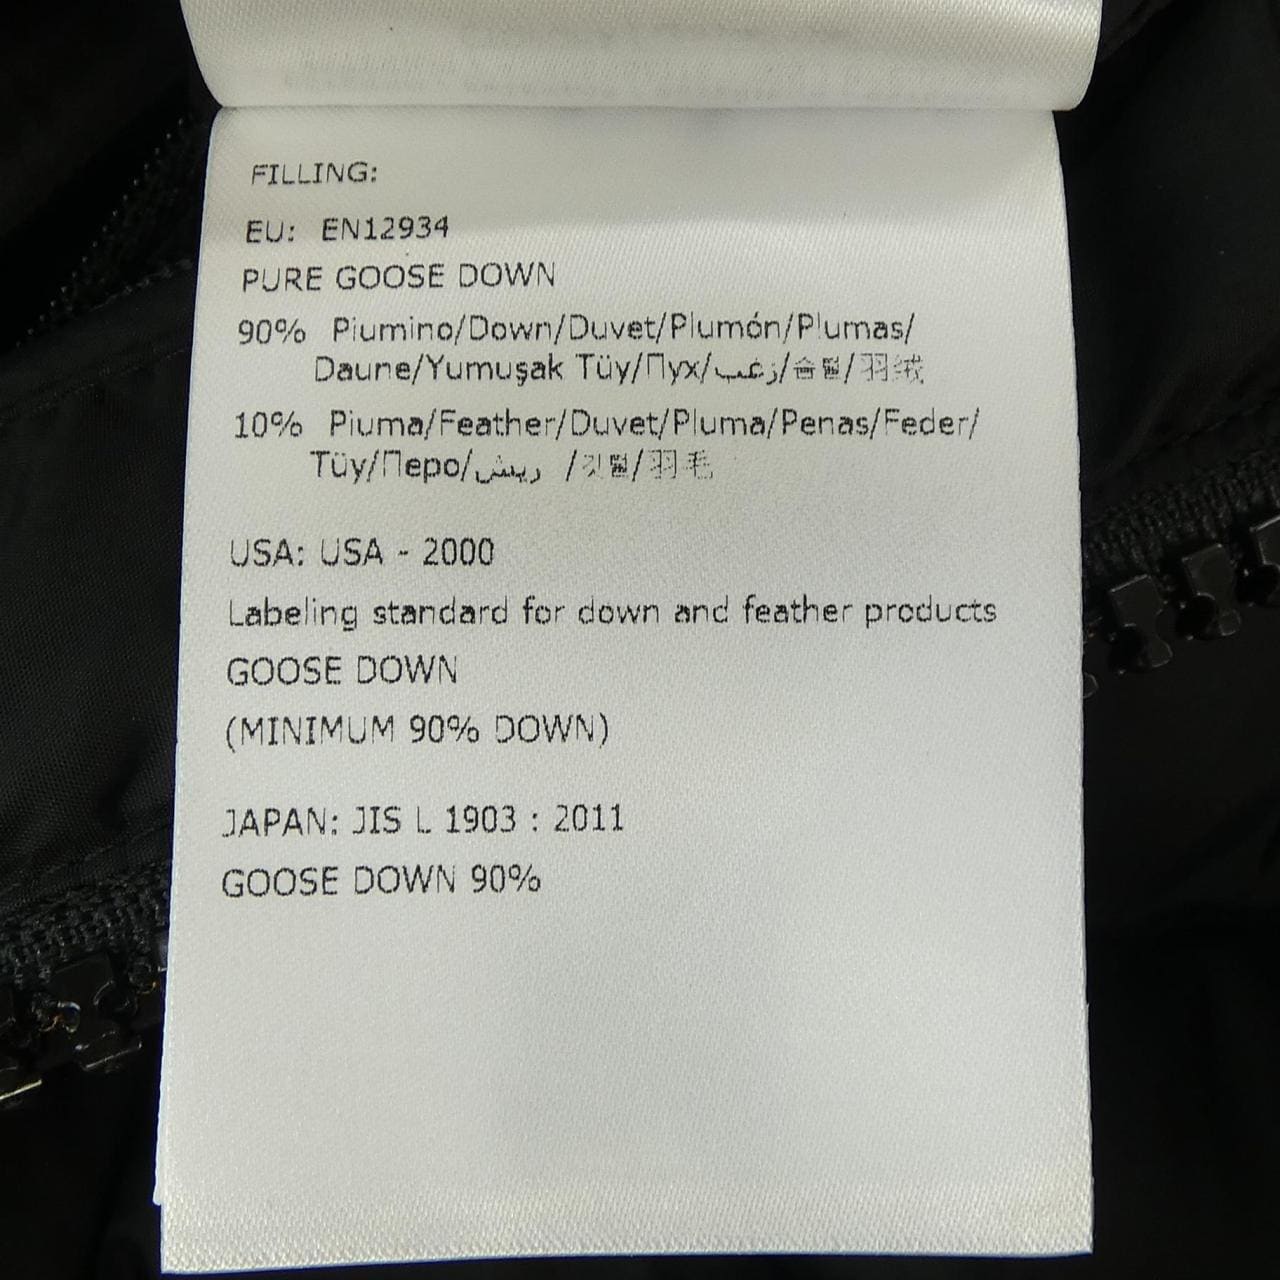 FILLING:
EU: EN12934
PURE GOOSE DOWN
90% Piumino/Down/Duvet/Plumón/Plumas/
Daune/Yumuşak Tüy/Пух/زغب/솜털/羽绒
10% Piuma/Feather/Duvet/Pluma/Penas/Feder/
Tüy/Перо/ريش /깃털/羽毛
USA: USA - 2000
Labeling standard for down and feather products
GOOSE DOWN
(MINIMUM 90% DOWN)
JAPAN: JIS L 1903 : 2011
GOOSE DOWN 90%